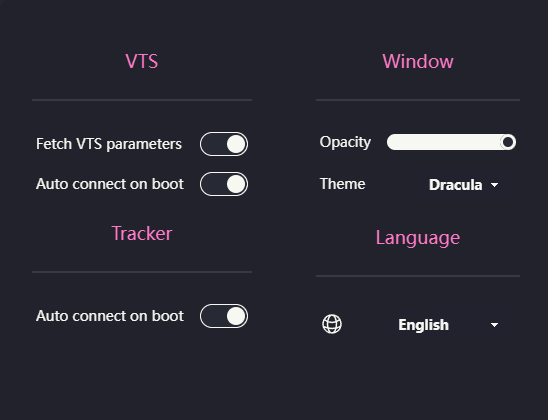 VTS
Fetch VTS parameters
Auto connect on boot
Tracker
Auto connect on boot
Window
Opacity
Theme Dracula
Language
English